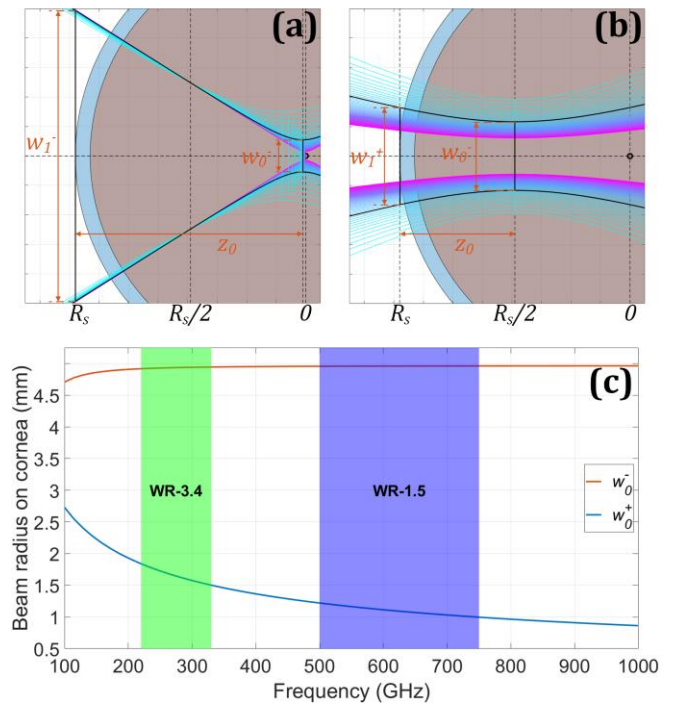 (a)
w₁⁻
w₀⁻
z₀
Rₛ
Rₛ/2
0
(b)
w₁⁺
w₀⁻
z₀
Rₛ
Rₛ/2
0
(c)
Beam radius on cornea (mm)
4.5
4
3.5
3
2.5
2
1.5
1
0.5
WR-3.4
WR-1.5
w₀⁻
w₀⁺
100 200 300 400 500 600 700 800 900 1000
Frequency (GHz)